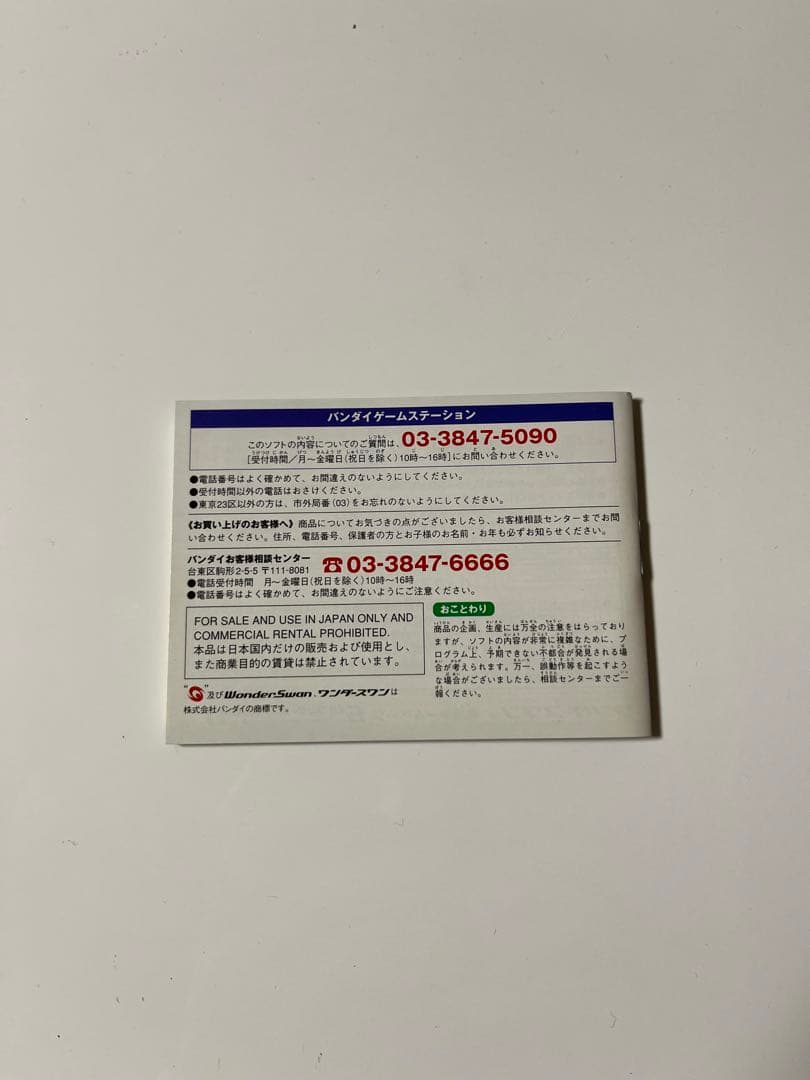 バンダイゲームステーション
このソフトの内容についてのご質問は、03-3847-5090
[受付時間/月〜金曜日(祝日を除く)10時〜16時]にお問い合わせください。
●電話番号はよく確かめて、お間違えのないようにしてください。
●受付時間以外の電話はおさけください。
●東京23区以外の方は、市外局番(03)をお忘れのないようにしてください。
《お買い上げのお客様へ》商品についてお気づきの点がございましたら、お客様相談センターまでお問
い合わせください。住所、電話番号、保護者の方とお子様のお名前・お年も必ずお知らせください。
バンダイお客様相談センター
台東区駒形2-5-5 〒111-8081
☎03-3847-6666
●電話受付時間 月〜金曜日(祝日を除く)10時〜16時
●電話番号はよく確かめて、お間違えのないようにご注意ください。
FOR SALE AND USE IN JAPAN ONLY AND
COMMERCIAL RENTAL PROHIBITED.
本品は日本国内だけの販売および使用とし、
また商業目的の賃貸は禁止されています。
"
"及びWonderSwan、ワンダースワンは
株式会社バンダイの商標です。
おことわり
商品の企画、生産には万全の注意をはらっており
ますが、ソフトの内容が非常に複雑なために、プ
ログラム上、予期できない不都合が発見される場
合が考えられます。万一、誤動作等を起こすよう
な場合がございましたら、相談センターまでご一
報ください。